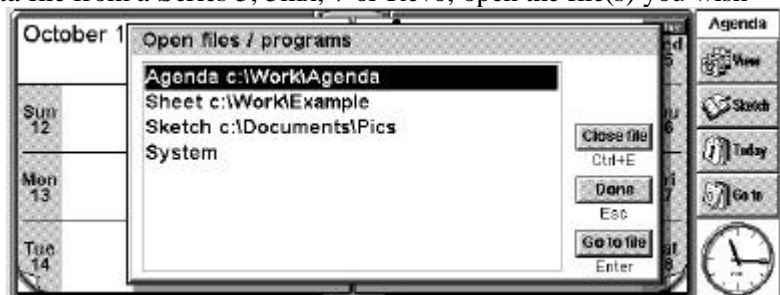 file from a Series 5, 5mx, 7 or Revo, open the file(s) you wish
October 1
Open files / programs
Agenda
Agenda c:\Work\Agenda
Sheet c:\Work\Example
Sketch c:\Documents\Pics
System
Close file
Ctrl+E
Done
Esc
Go to file
Enter
Sun
12
Mon
13
Tue
14
View
Sketch
Today
Go to